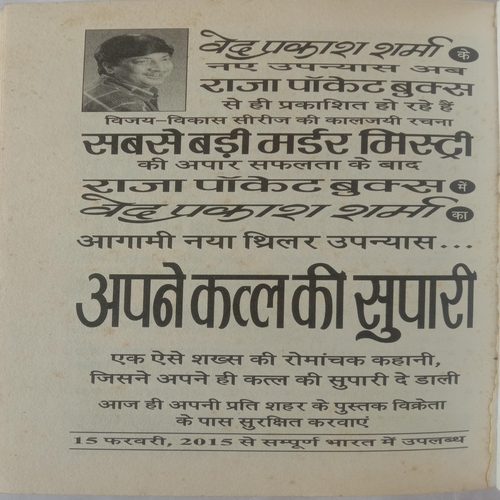 वेद प्रकाश शर्मा के
नए उपन्यास अब
राजा पॉकेट बुक्स
से ही प्रकाशित हो रहे हैं
विजय–विकास सीरिज की कालजयी रचना
सबसे बड़ी मर्डर मिस्ट्री
की अपार सफलता के बाद
राजा पॉकेट बुक्स में
वेद प्रकाश शर्मा का
आगामी नया थ्रिलर उपन्यास...
अपने कत्ल की सुपारी
एक ऐसे शख्स की रोमांचक कहानी,
जिसने अपने ही कत्ल की सुपारी दे डाली
आज ही अपनी प्रति शहर के पुस्तक विक्रेता
के पास सुरक्षित करवाएं
15 फरवरी, 2015 से सम्पूर्ण भारत में उपलब्ध